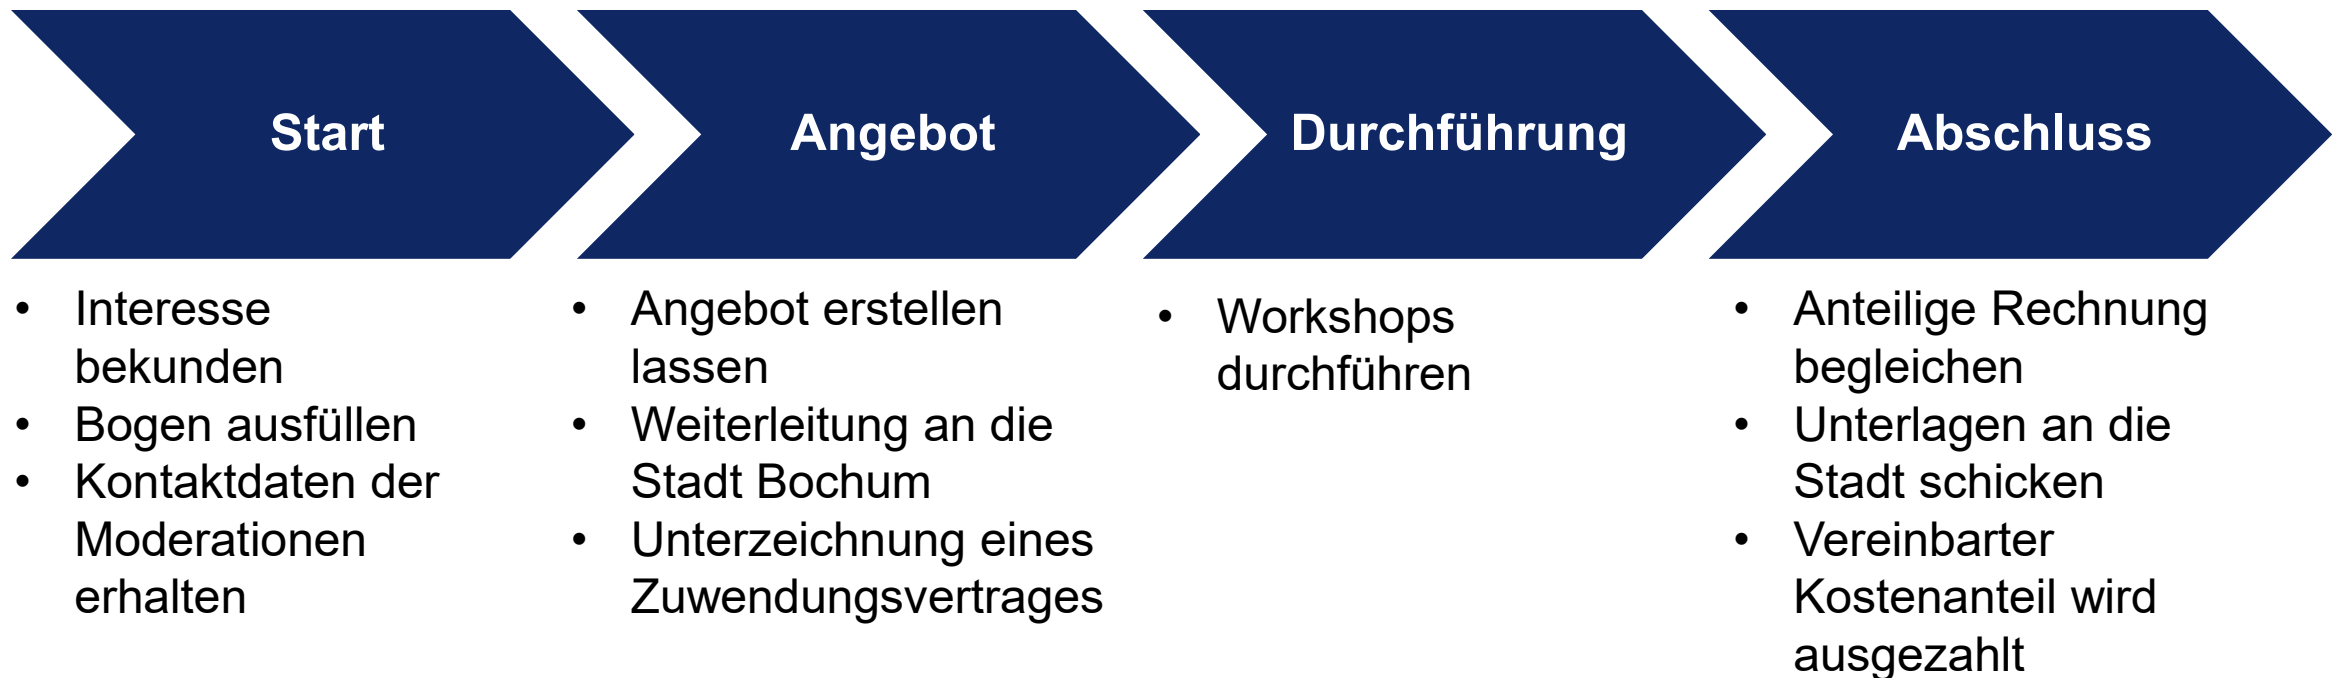 Start
• Interesse
bekunden
• Bogen ausfüllen
• Kontaktdaten der
Moderationen
erhalten
Angebot
• Angebot erstellen
lassen
• Weiterleitung an die
Stadt Bochum
• Unterzeichnung eines
Zuwendungsvertrages
Durchführung
• Workshops
durchführen
Abschluss
• Anteilige Rechnung
begleichen
• Unterlagen an die
Stadt schicken
• Vereinbarter
Kostenanteil wird
ausgezahlt